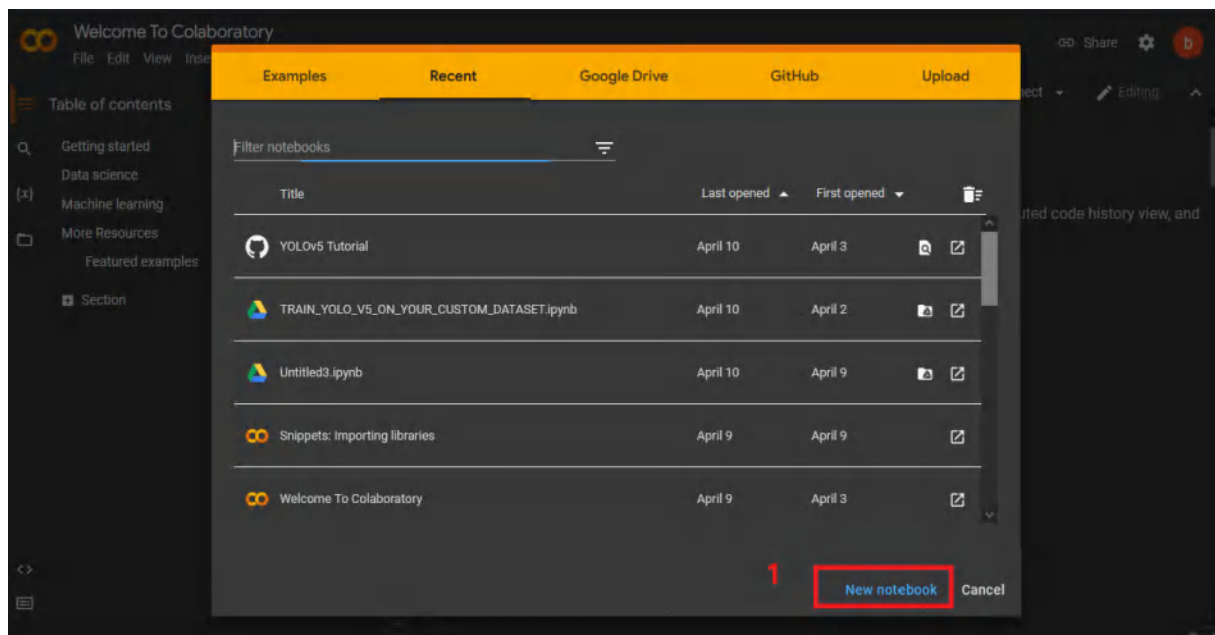 Welcome To Colaboratory
File Edit View Inse
Share
b
Examples Recent Google Drive GitHub Upload
Table of contents
Editing
Getting started
Data science
{x}
Machine learning
More Resources
Featured examples
Section
Filter notebooks
Title Last opened First opened
uted code history view, and
YOLOv5 Tutorial April 10 April 3
TRAIN_YOLO_V5_ON_YOUR_CUSTOM_DATASET.ipynb April 10 April 2
Untitled3.ipynb April 10 April 9
Snippets: Importing libraries April 9 April 9
Welcome To Colaboratory April 9 April 3
1
New notebook Cancel